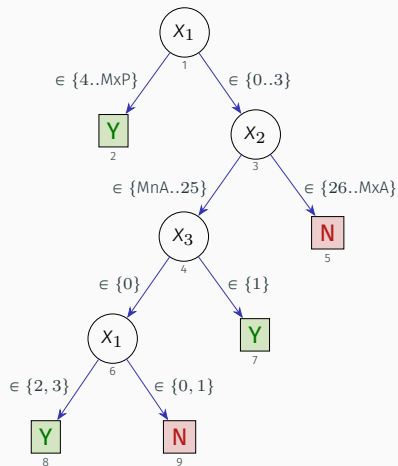 X₁
1
∈ {4..MxP} ∈ {0..3}
Y X₂
2 3
∈ {MnA..25} ∈ {26..MxA}
X₃ N
4 5
∈ {0} ∈ {1}
X₁ Y
6 7
∈ {2, 3} ∈ {0, 1}
Y N
8 9